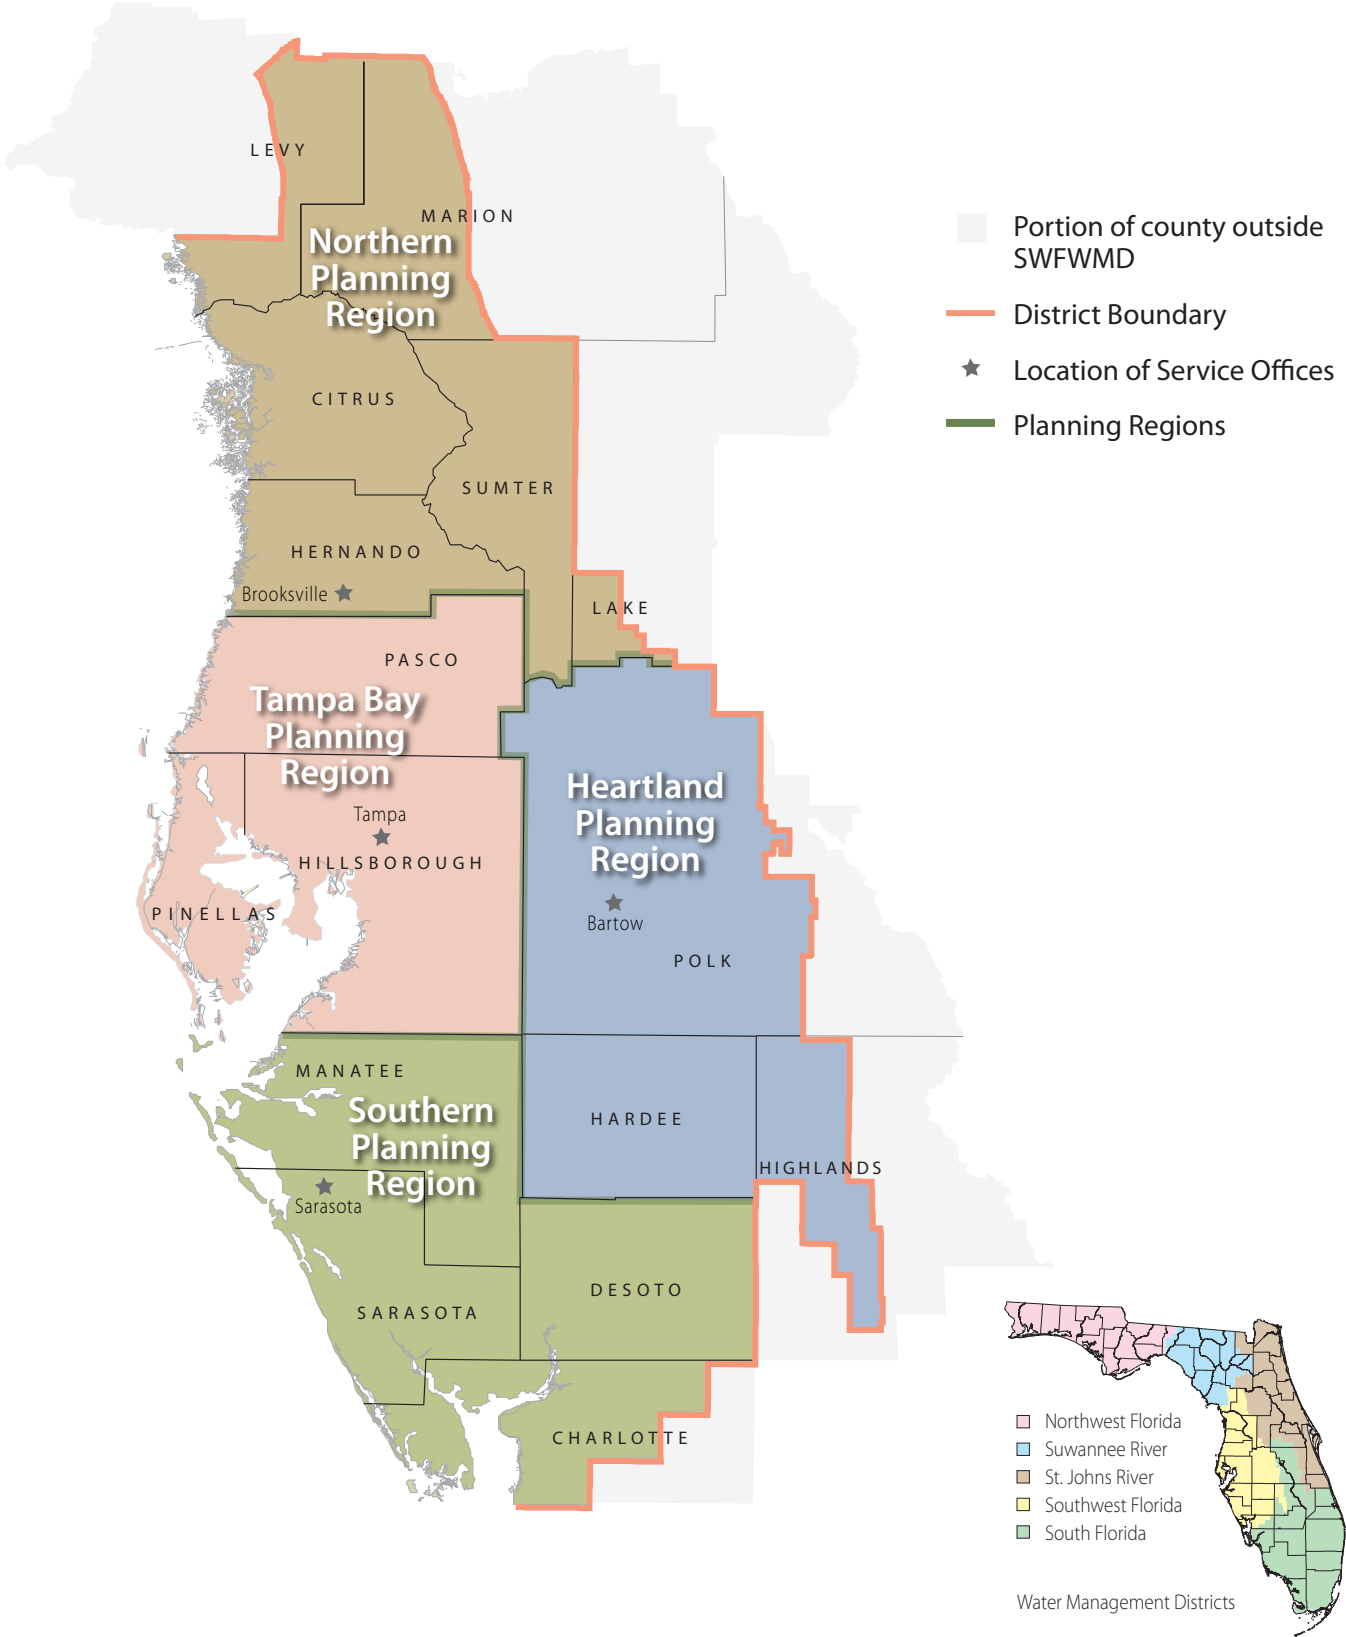 LEVY
MARION
Northern
Planning
Region
CITRUS
SUMTER
HERNANDO
Brooksville
LAKE
PASCO
Tampa Bay
Planning
Region
Tampa
HILLSBOROUGH
PINELLAS
Heartland
Planning
Region
Bartow
POLK
MANATEE
Southern
Planning
Region
HARDEE
HIGHLANDS
Sarasota
DESOTO
SARASOTA
CHARLOTTE
Portion of county outside
SWFWMD
District Boundary
Location of Service Offices
Planning Regions
Northwest Florida
Suwannee River
St. Johns River
Southwest Florida
South Florida
Water Management Districts